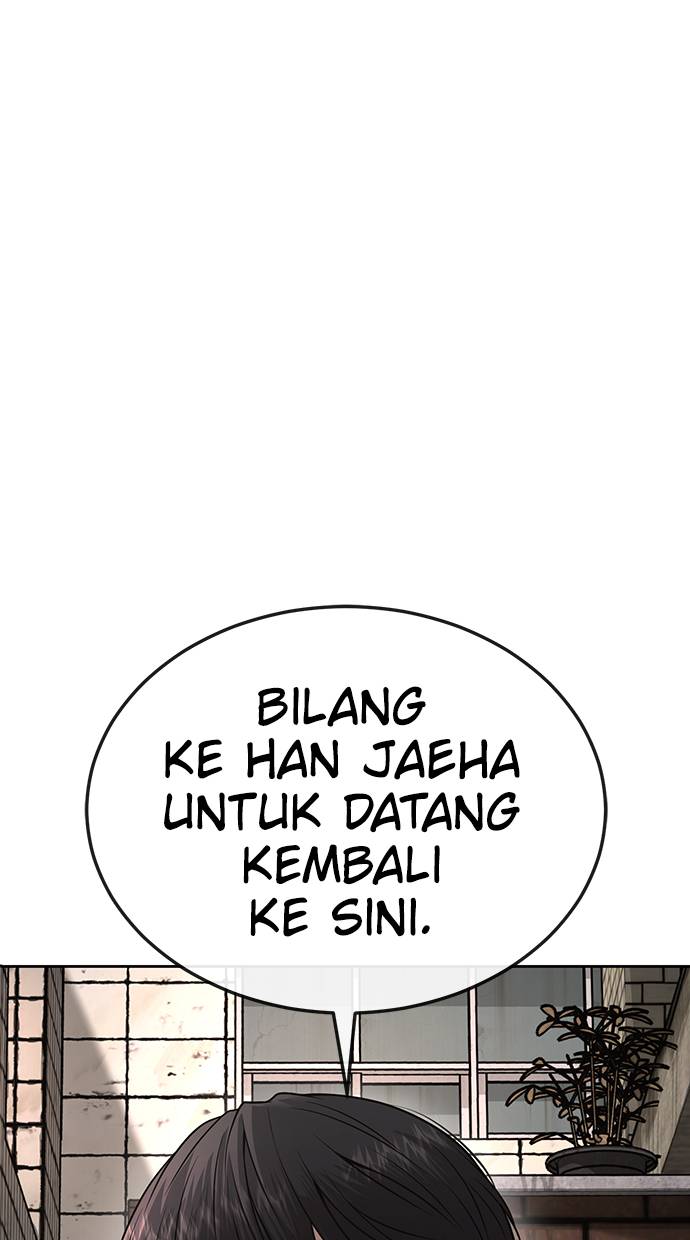 BILANG
KE HAN JAEHA
UNTUK DATANG
KEMBALI
KE SINI.